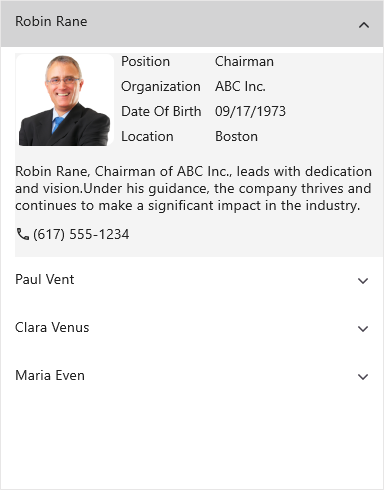 Robin Rane
Position Chairman
Organization ABC Inc.
Date Of Birth 09/17/1973
Location Boston
Robin Rane, Chairman of ABC Inc., leads with dedication
and vision.Under his guidance, the company thrives and
continues to make a significant impact in the industry.
(617) 555-1234
Paul Vent
Clara Venus
Maria Even